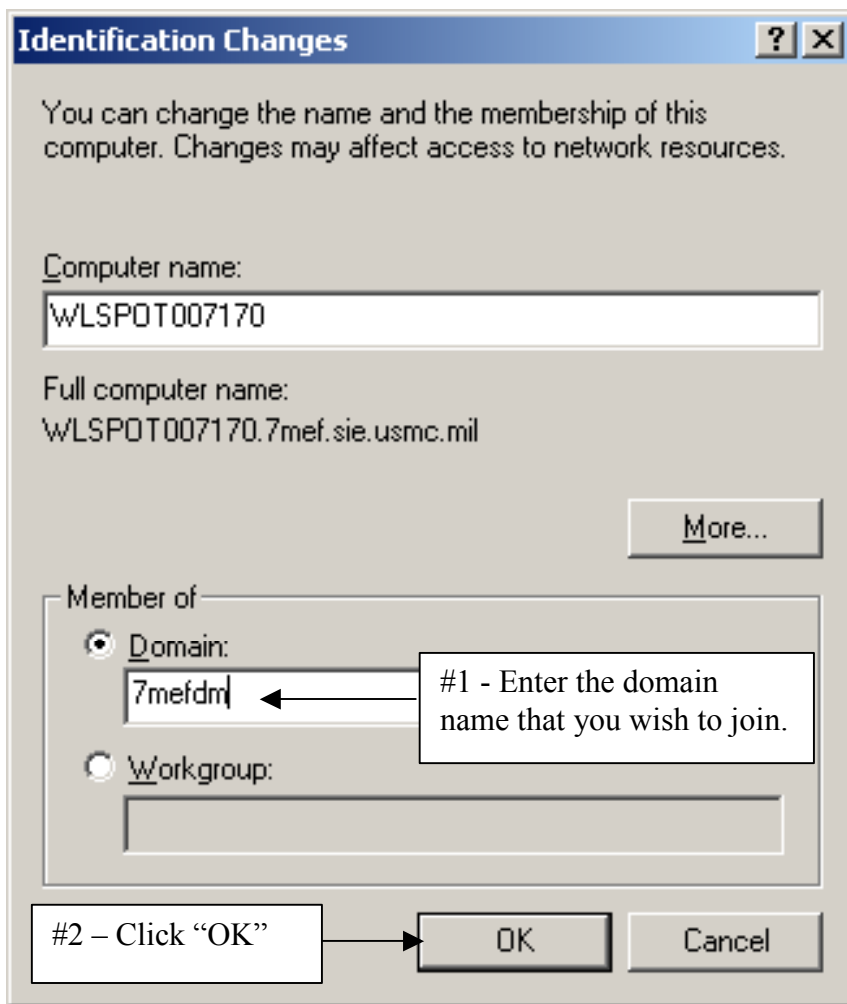 Identification Changes
You can change the name and the membership of this
computer. Changes may affect access to network resources.
Computer name:
WLSPOT007170
Full computer name:
WLSPOT007170.7mef.sie.usmc.mil
More...
Member of
Domain:
7mefdm
#1 - Enter the domain
name that you wish to join.
Workgroup:
#2 – Click “OK”
OK
Cancel